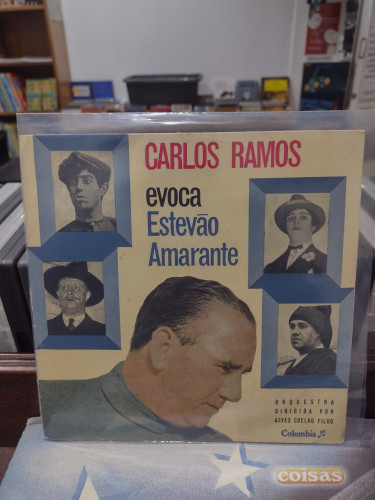 CARLOS RAMOS
evoca
Estevão
Amarante
ORQUESTRA
DIRIGIDA POR
ALVES COELHO FILHO
Columbia
coisas